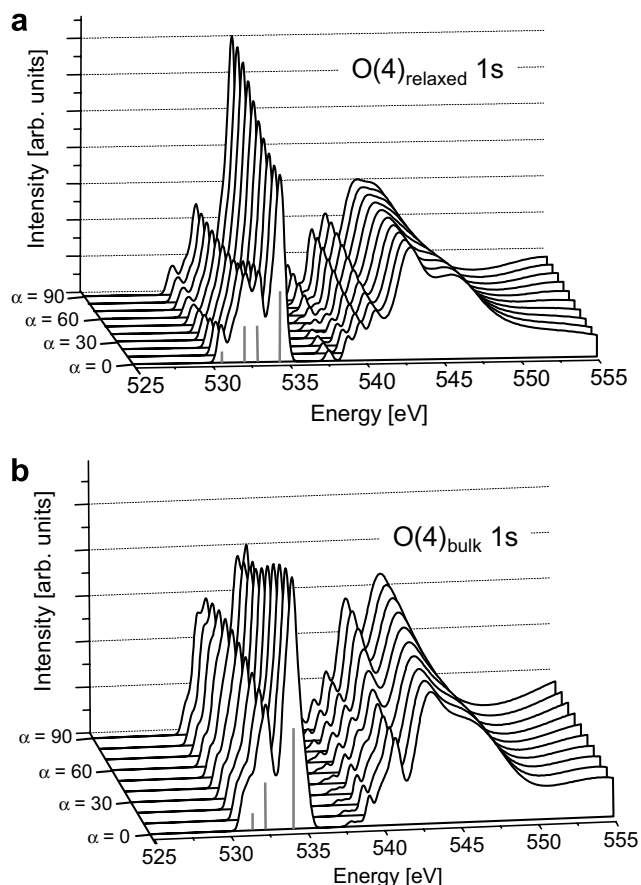 a
O(4)relaxed 1s
Intensity [arb. units]
α = 90
α = 60
α = 30
α = 0
525 530 535 540 545 550 555
Energy [eV]
b
O(4)bulk 1s
Intensity [arb. units]
α = 90
α = 60
α = 30
α = 0
525 530 535 540 545 550 555
Energy [eV]